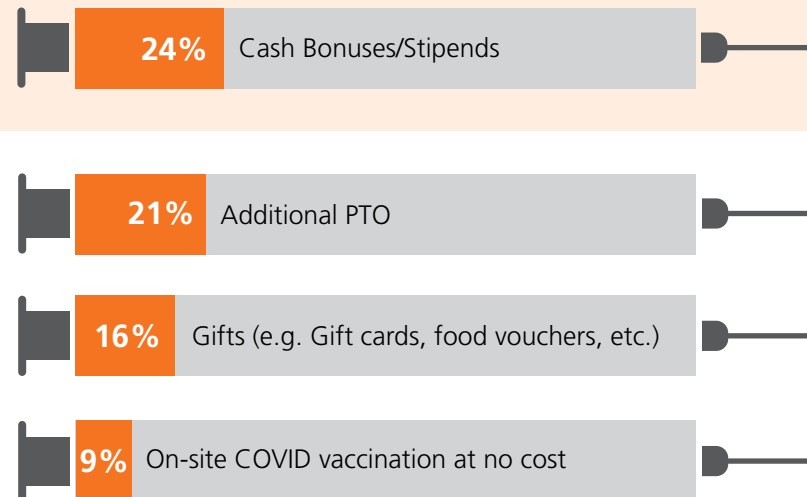 24% Cash Bonuses/Stipends
21% Additional PTO
16% Gifts (e.g. Gift cards, food vouchers, etc.)
9% On-site COVID vaccination at no cost